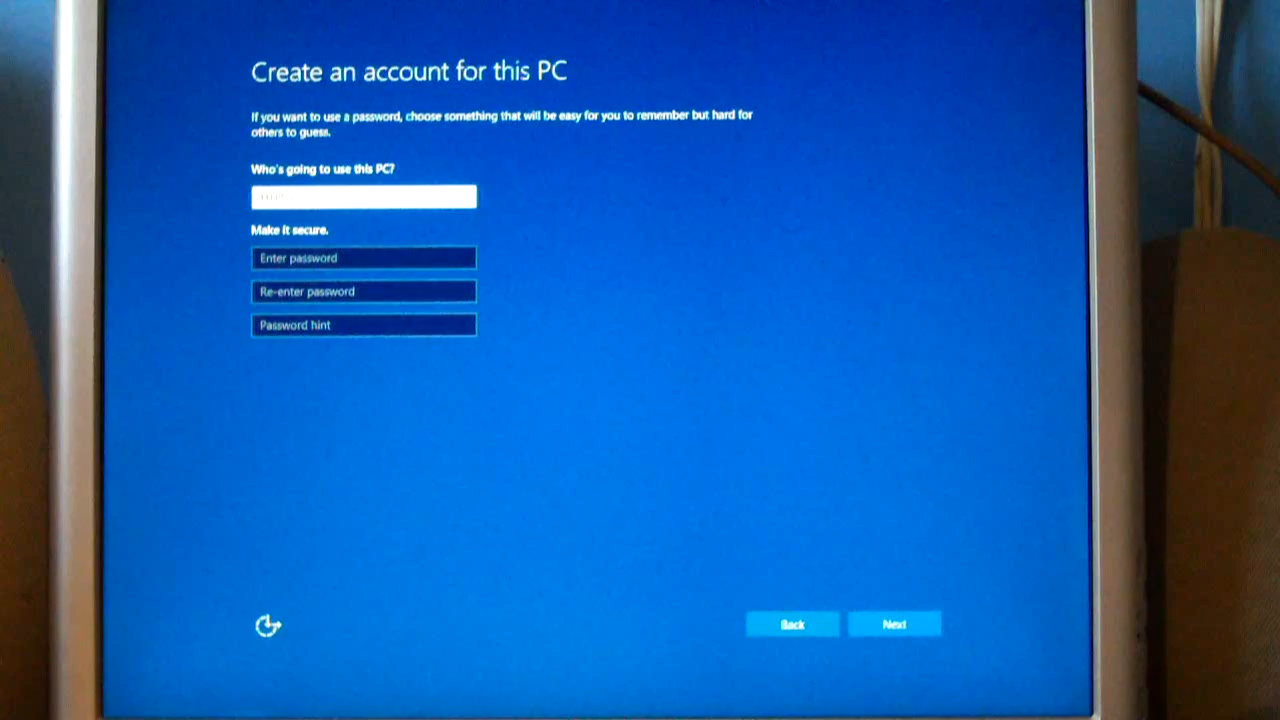 Create an account for this PC
If you want to use a password, choose something that will be easy for you to remember but hard for
others to guess.
Who's going to use this PC?
Make it secure.
Enter password
Re-enter password
Password hint
Back
Next